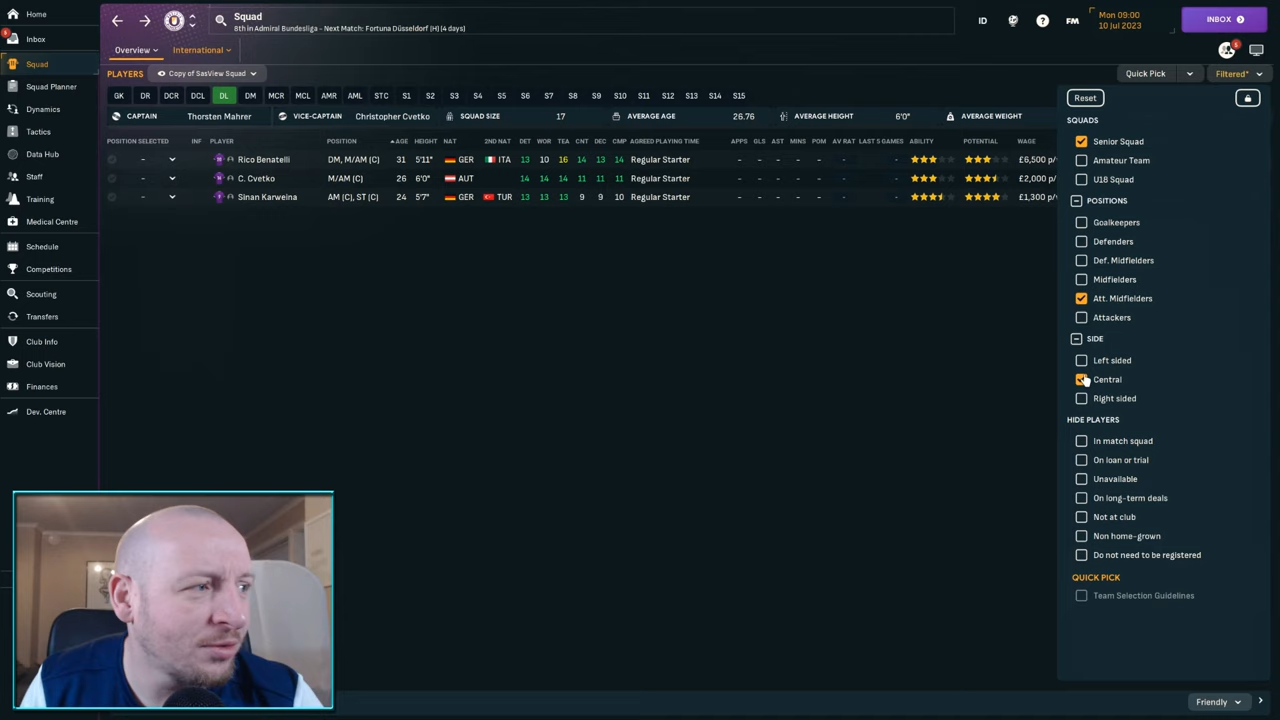 Home
Inbox
Squad
Squad Planner
Dynamics
Tactics
Data Hub
Staff
Training
Medical Centre
Schedule
Competitions
Scouting
Transfers
Club Info
Club Vision
Finances
Dev. Centre
Squad
8th in Admiral Bundesliga - Next Match: Fortuna Düsseldorf (H) (4 days)
ID
FM
Mon 09:00
10 Jul 2023
INBOX
Overview
International
PLAYERS
Copy of SasView Squad
Quick Pick
Filtered*
GK DR DCR DCL DL DM MCR MCL AMR AML STC S1 S2 S3 S4 S5 S6 S7 S8 S9 S10 S11 S12 S13 S14 S15
CAPTAIN Thorsten Mahrer VICE-CAPTAIN Christopher Cvetko SQUAD SIZE 17 AVERAGE AGE 26.76 AVERAGE HEIGHT 6'0" AVERAGE WEIGHT
POSITION SELECTED INF PLAYER POSITION AGE HEIGHT NAT 2ND NAT DET WOR TEA CNT DEC CMP AGREED PLAYING TIME APPS GLS AST MINS POM AV RAT LAST 5 GAMES ABILITY POTENTIAL WAGE
- Rico Benatelli DM, M/AM (C) 31 5'11" GER ITA 13 10 16 14 13 14 Regular Starter - - - - - - - £6,500 p/
- C. Cvetko M/AM (C) 26 6'0" AUT 14 14 14 11 11 11 Regular Starter - - - - - - - £2,000 p/
- Sinan Karweina AM (C), ST (C) 24 5'7" GER TUR 13 13 13 9 9 10 Regular Starter - - - - - - - £1,300 p/
Reset
SQUADS
Senior Squad
Amateur Team
U18 Squad
POSITIONS
Goalkeepers
Defenders
Def. Midfielders
Midfielders
Att. Midfielders
Attackers
SIDE
Left sided
Central
Right sided
HIDE PLAYERS
In match squad
On loan or trial
Unavailable
On long-term deals
Not at club
Non home-grown
Do not need to be registered
QUICK PICK
Team Selection Guidelines
Friendly